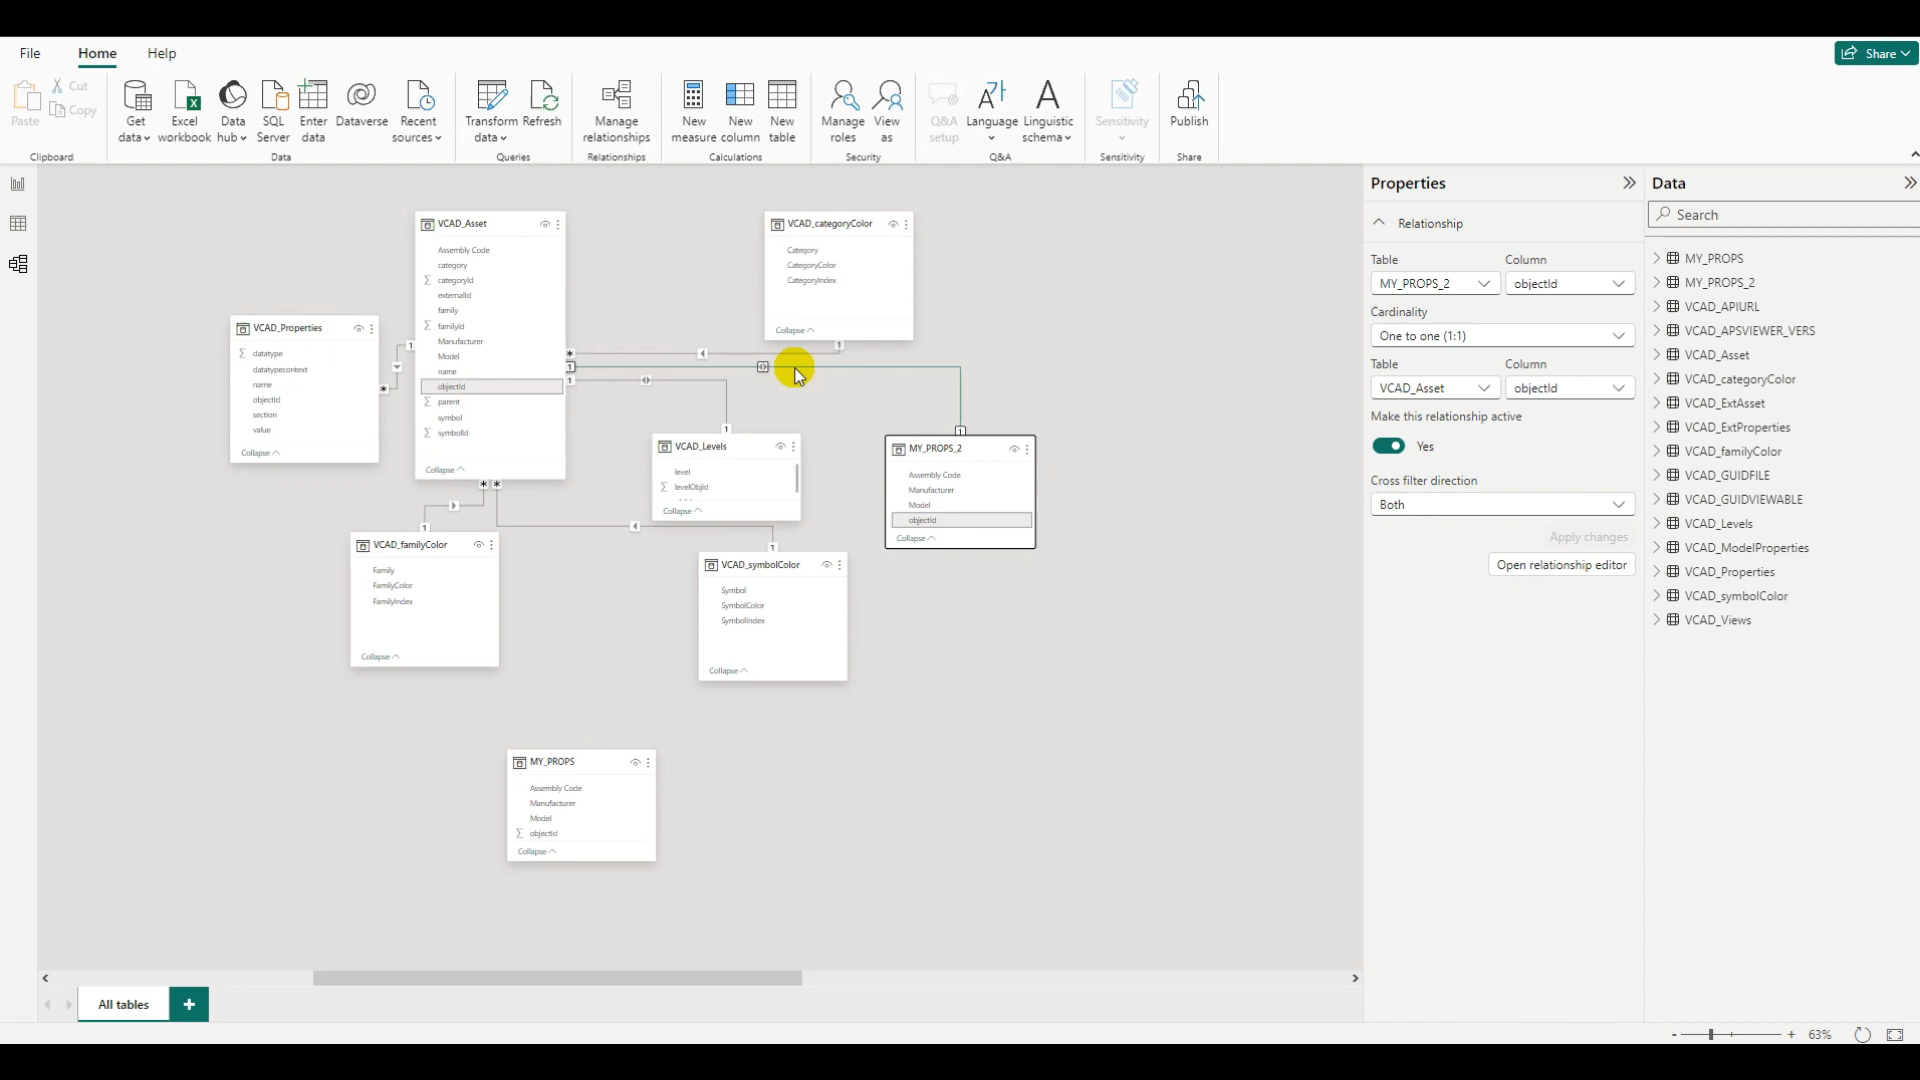 File
Home
Help
Share
Paste
Cut
Copy
Clipboard
Get data
Excel workbook
Data hub
SQL Server
Enter data
Dataverse
Recent sources
Data
Transform data
Refresh
Queries
Manage relationships
Relationships
New measure
New column
New table
Calculations
Manage roles
View as
Security
Q&A setup
Language
Linguistic schema
Q&A
Sensitivity
Sensitivity
Publish
Share
VCAD_Asset
Assembly Code
category
categoryId
externalId
family
familyId
Manufacturer
Model
name
objectId
parent
symbol
symbolId
Collapse
VCAD_categoryColor
Category
CategoryColor
CategoryIndex
Collapse
VCAD_Properties
datatype
datatypecontext
name
objectId
section
value
Collapse
1
*
*
1
1
1
1
1
VCAD_Levels
level
levelObjId
Collapse
MY_PROPS_2
Assembly Code
Manufacturer
Model
objectId
Collapse
* *
1
1
VCAD_familyColor
Family
FamilyColor
FamilyIndex
Collapse
VCAD_symbolColor
Symbol
SymbolColor
SymbolIndex
Collapse
MY_PROPS
Assembly Code
Manufacturer
Model
objectId
Collapse
All tables
+
Properties
Relationship
Table
Column
MY_PROPS_2
objectId
Cardinality
One to one (1:1)
Table
Column
VCAD_Asset
objectId
Make this relationship active
Yes
Cross filter direction
Both
Apply changes
Open relationship editor
Data
Search
MY_PROPS
MY_PROPS_2
VCAD_APIURL
VCAD_APSVIEWER_VERS
VCAD_Asset
VCAD_categoryColor
VCAD_ExtAsset
VCAD_ExtProperties
VCAD_familyColor
VCAD_GUIDFILE
VCAD_GUIDVIEWABLE
VCAD_Levels
VCAD_ModelProperties
VCAD_Properties
VCAD_symbolColor
VCAD_Views
- + 63%